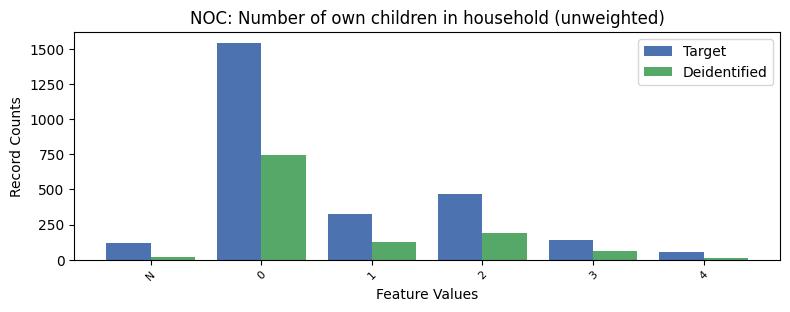 NOC: Number of own children in household (unweighted)
Target
Deidentified
Record Counts
1500
1250
1000
750
500
250
0
N 0 1 2 3 4
Feature Values